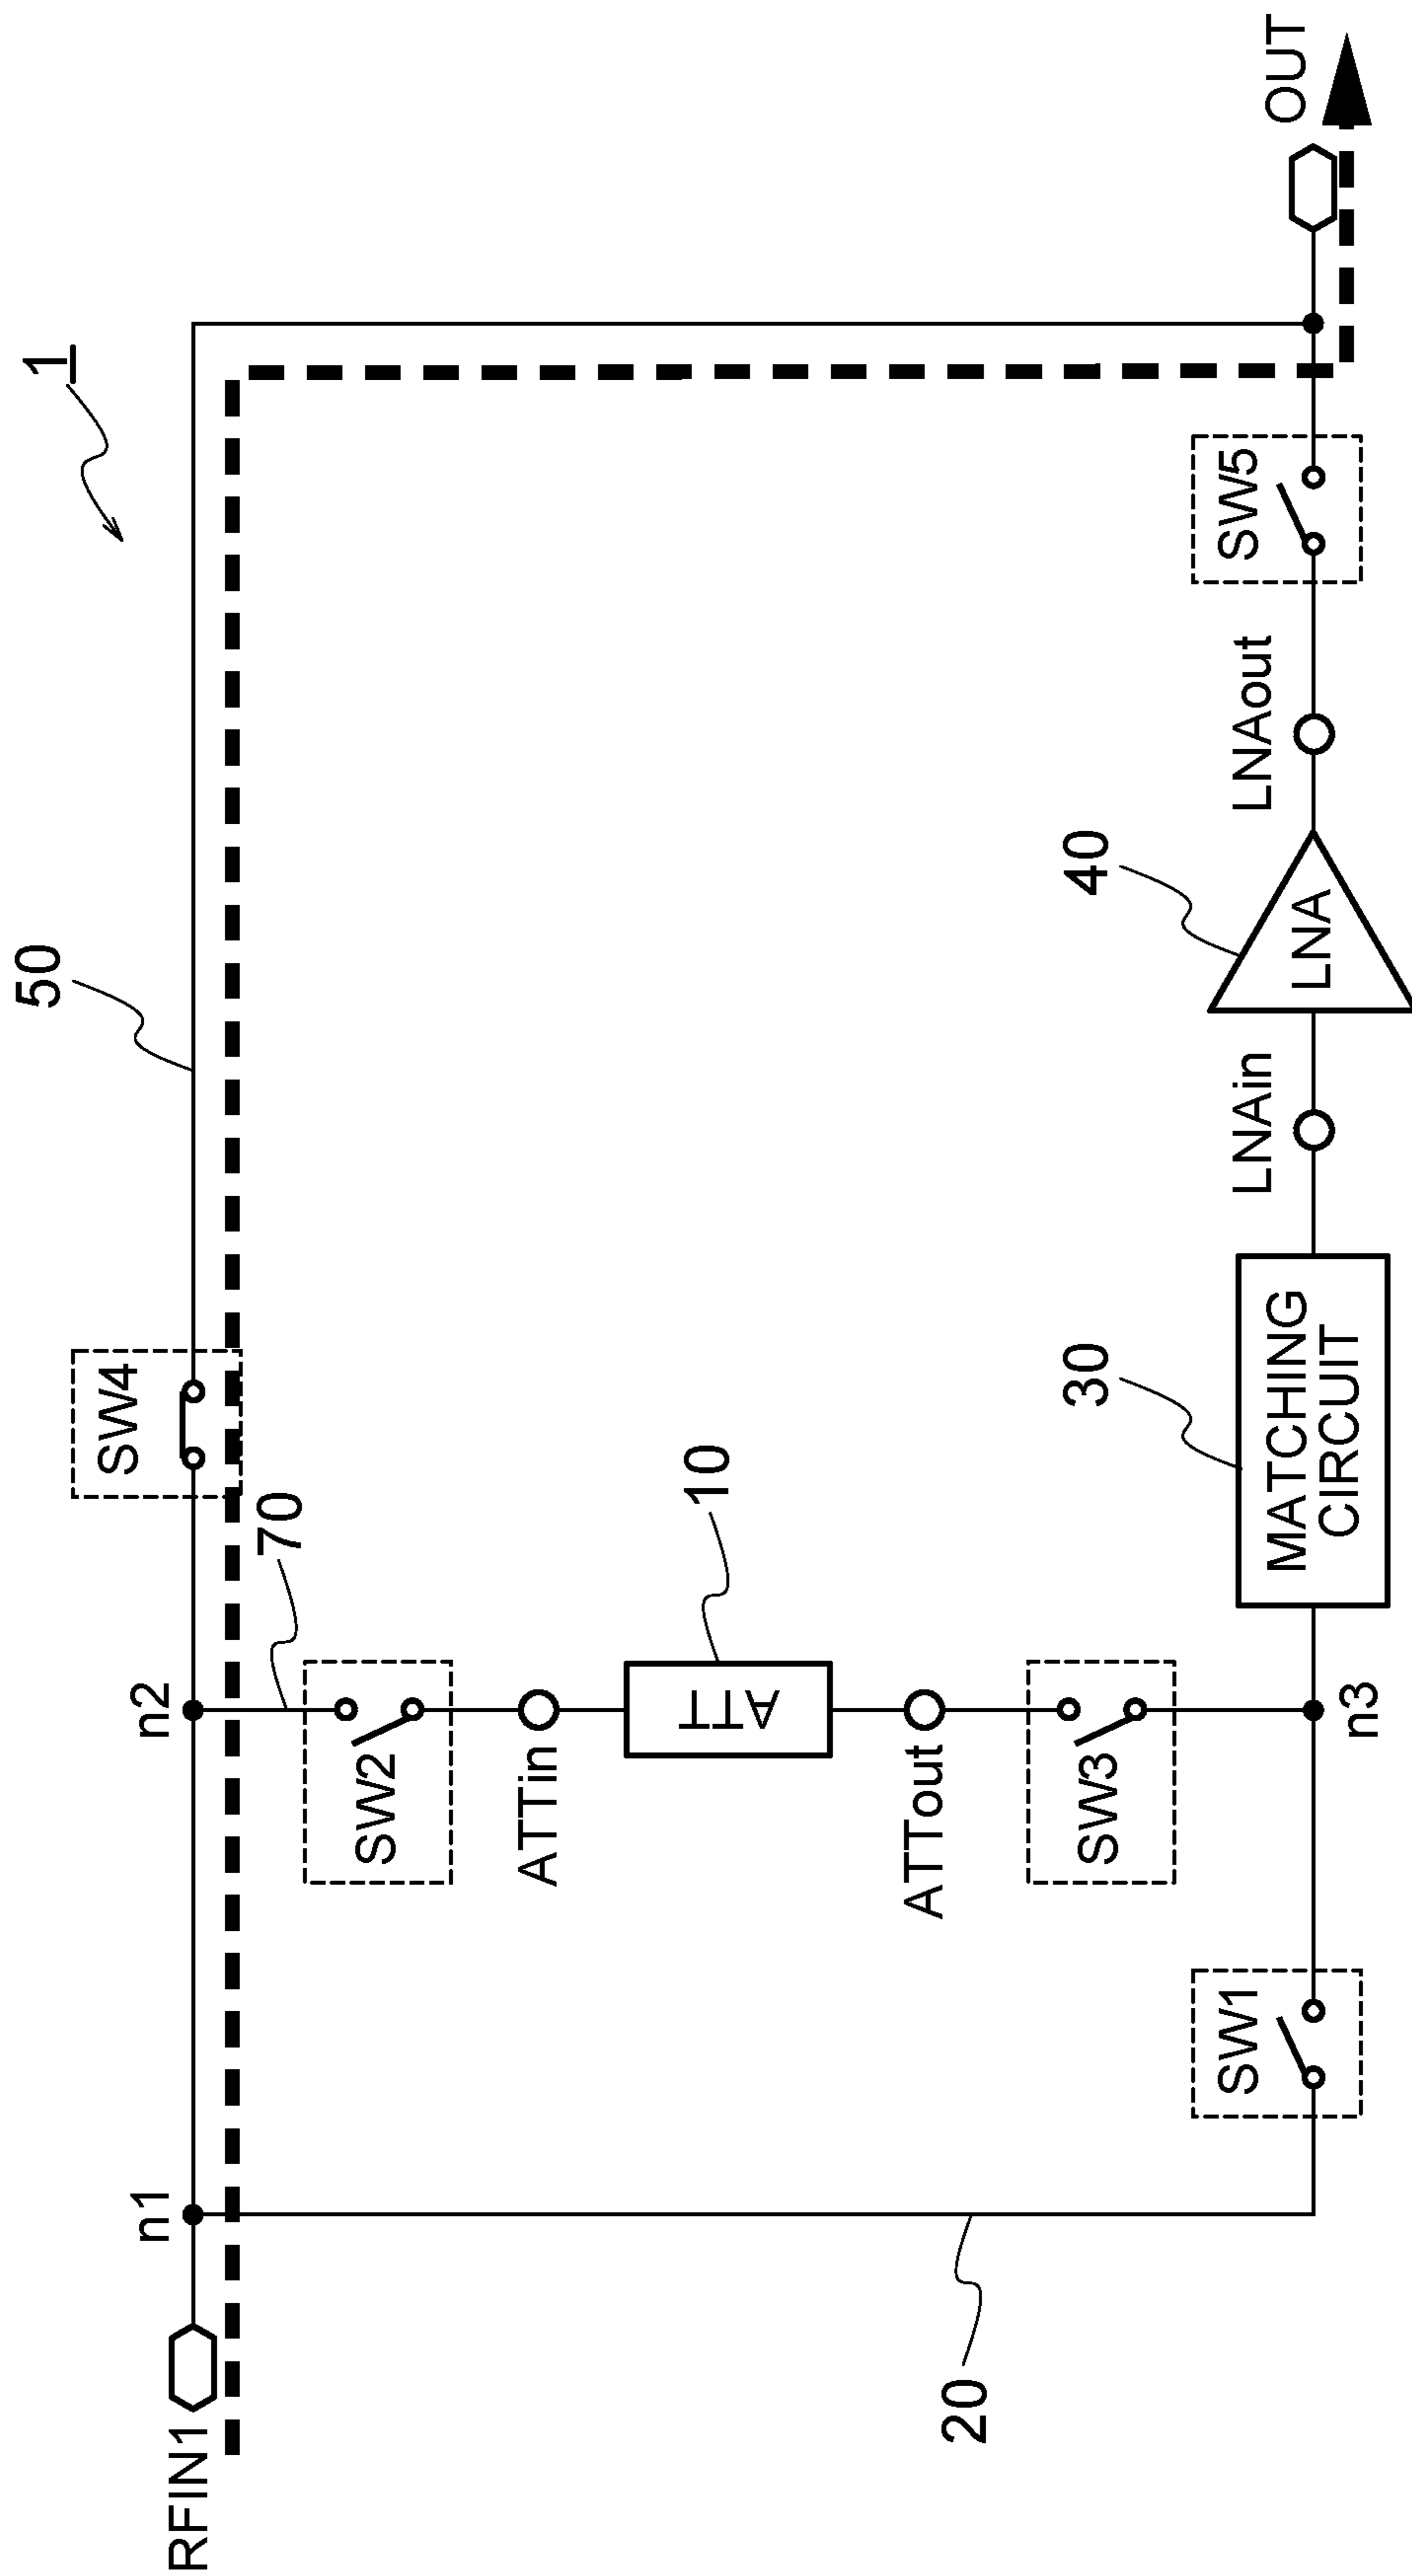 1
50
SW4
n1
n2
RFIN1
70
SW2
ATTin
10
ATT
ATTout
SW3
20
SW1
n3
30
MATCHING
CIRCUIT
LNAin
40
LNA
LNAout
SW5
OUT